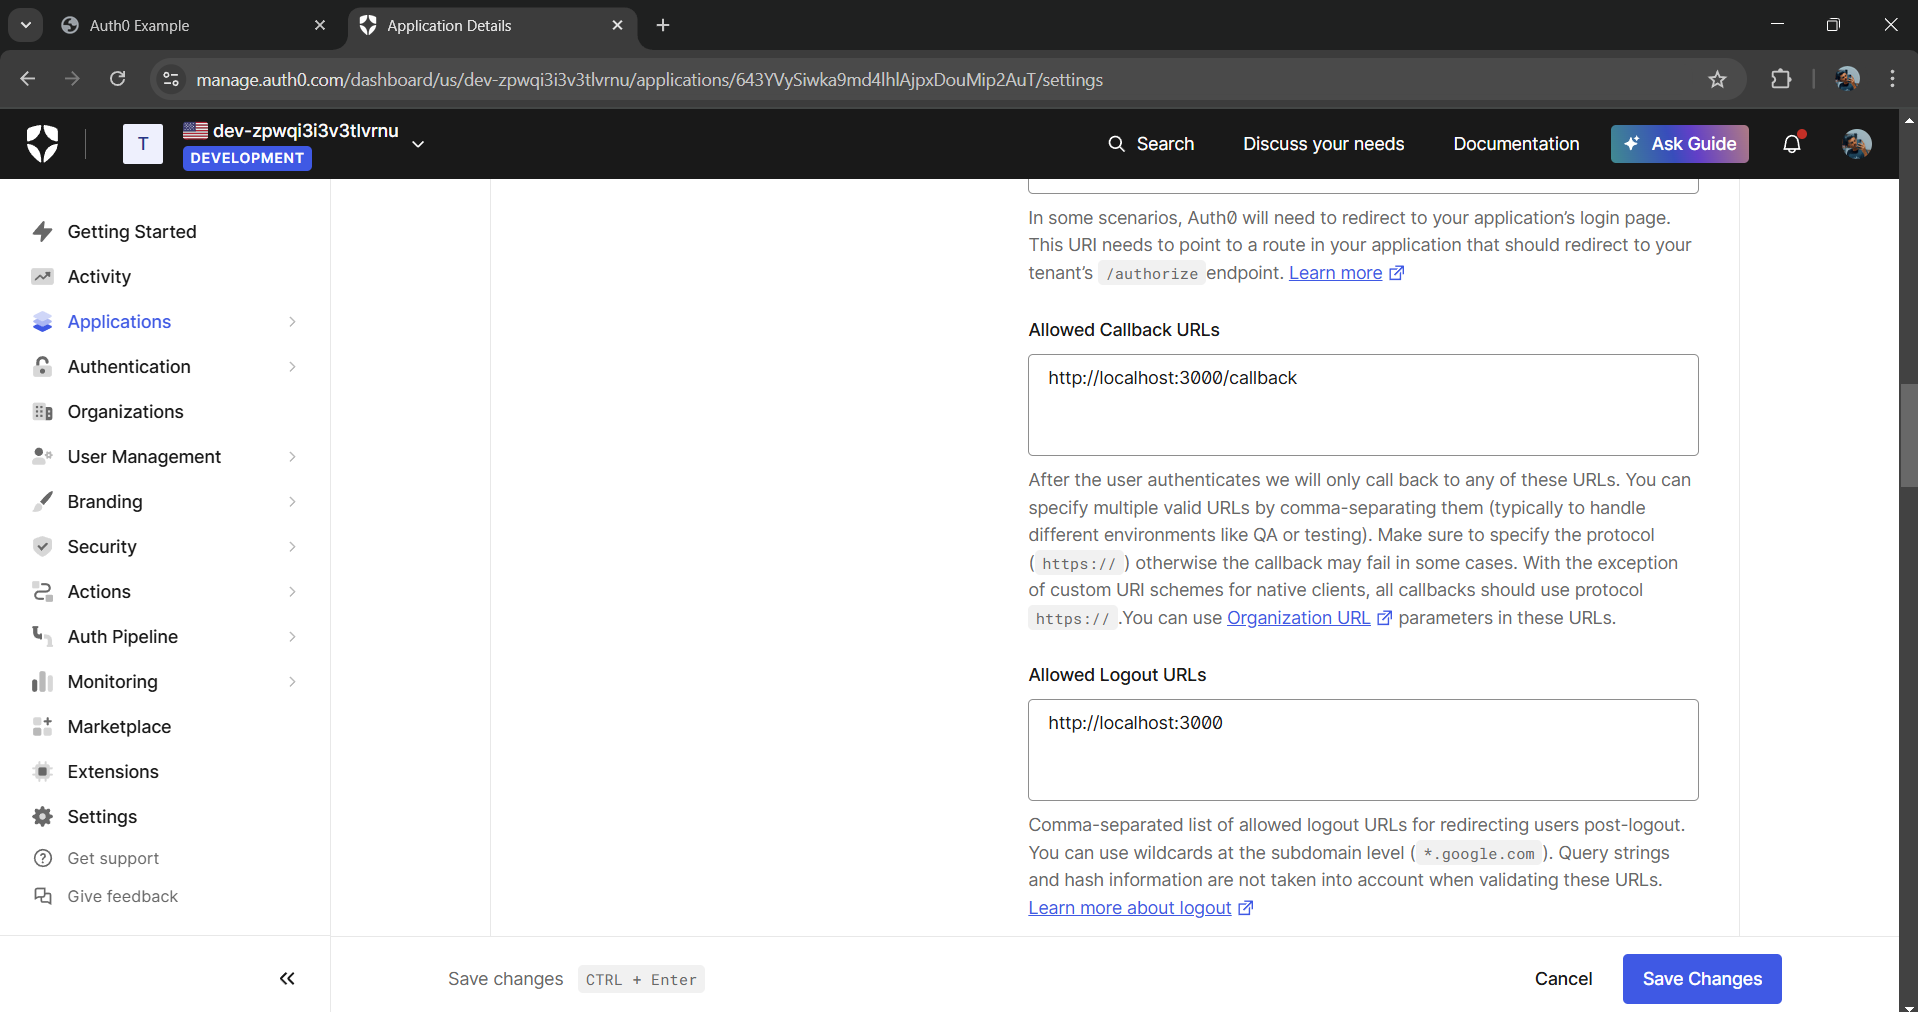 Auth0 Example
Application Details
manage.auth0.com/dashboard/us/dev-zpwqi3i3v3tlvrnu/applications/643YVySiwka9md4lhlAjpxDouMip2AuT/settings
T
dev-zpwqi3i3v3tlvrnu
DEVELOPMENT
Search
Discuss your needs
Documentation
Ask Guide
Getting Started
Activity
Applications
Authentication
Organizations
User Management
Branding
Security
Actions
Auth Pipeline
Monitoring
Marketplace
Extensions
Settings
Get support
Give feedback
In some scenarios, Auth0 will need to redirect to your application’s login page.
This URI needs to point to a route in your application that should redirect to your
tenant’s /authorize endpoint. Learn more
Allowed Callback URLs
http://localhost:3000/callback
After the user authenticates we will only call back to any of these URLs. You can
specify multiple valid URLs by comma-separating them (typically to handle
different environments like QA or testing). Make sure to specify the protocol
( https:// ) otherwise the callback may fail in some cases. With the exception
of custom URI schemes for native clients, all callbacks should use protocol
https:// .You can use Organization URL parameters in these URLs.
Allowed Logout URLs
http://localhost:3000
Comma-separated list of allowed logout URLs for redirecting users post-logout.
You can use wildcards at the subdomain level ( *.google.com ). Query strings
and hash information are not taken into account when validating these URLs.
Learn more about logout
Save changes CTRL + Enter
Cancel
Save Changes